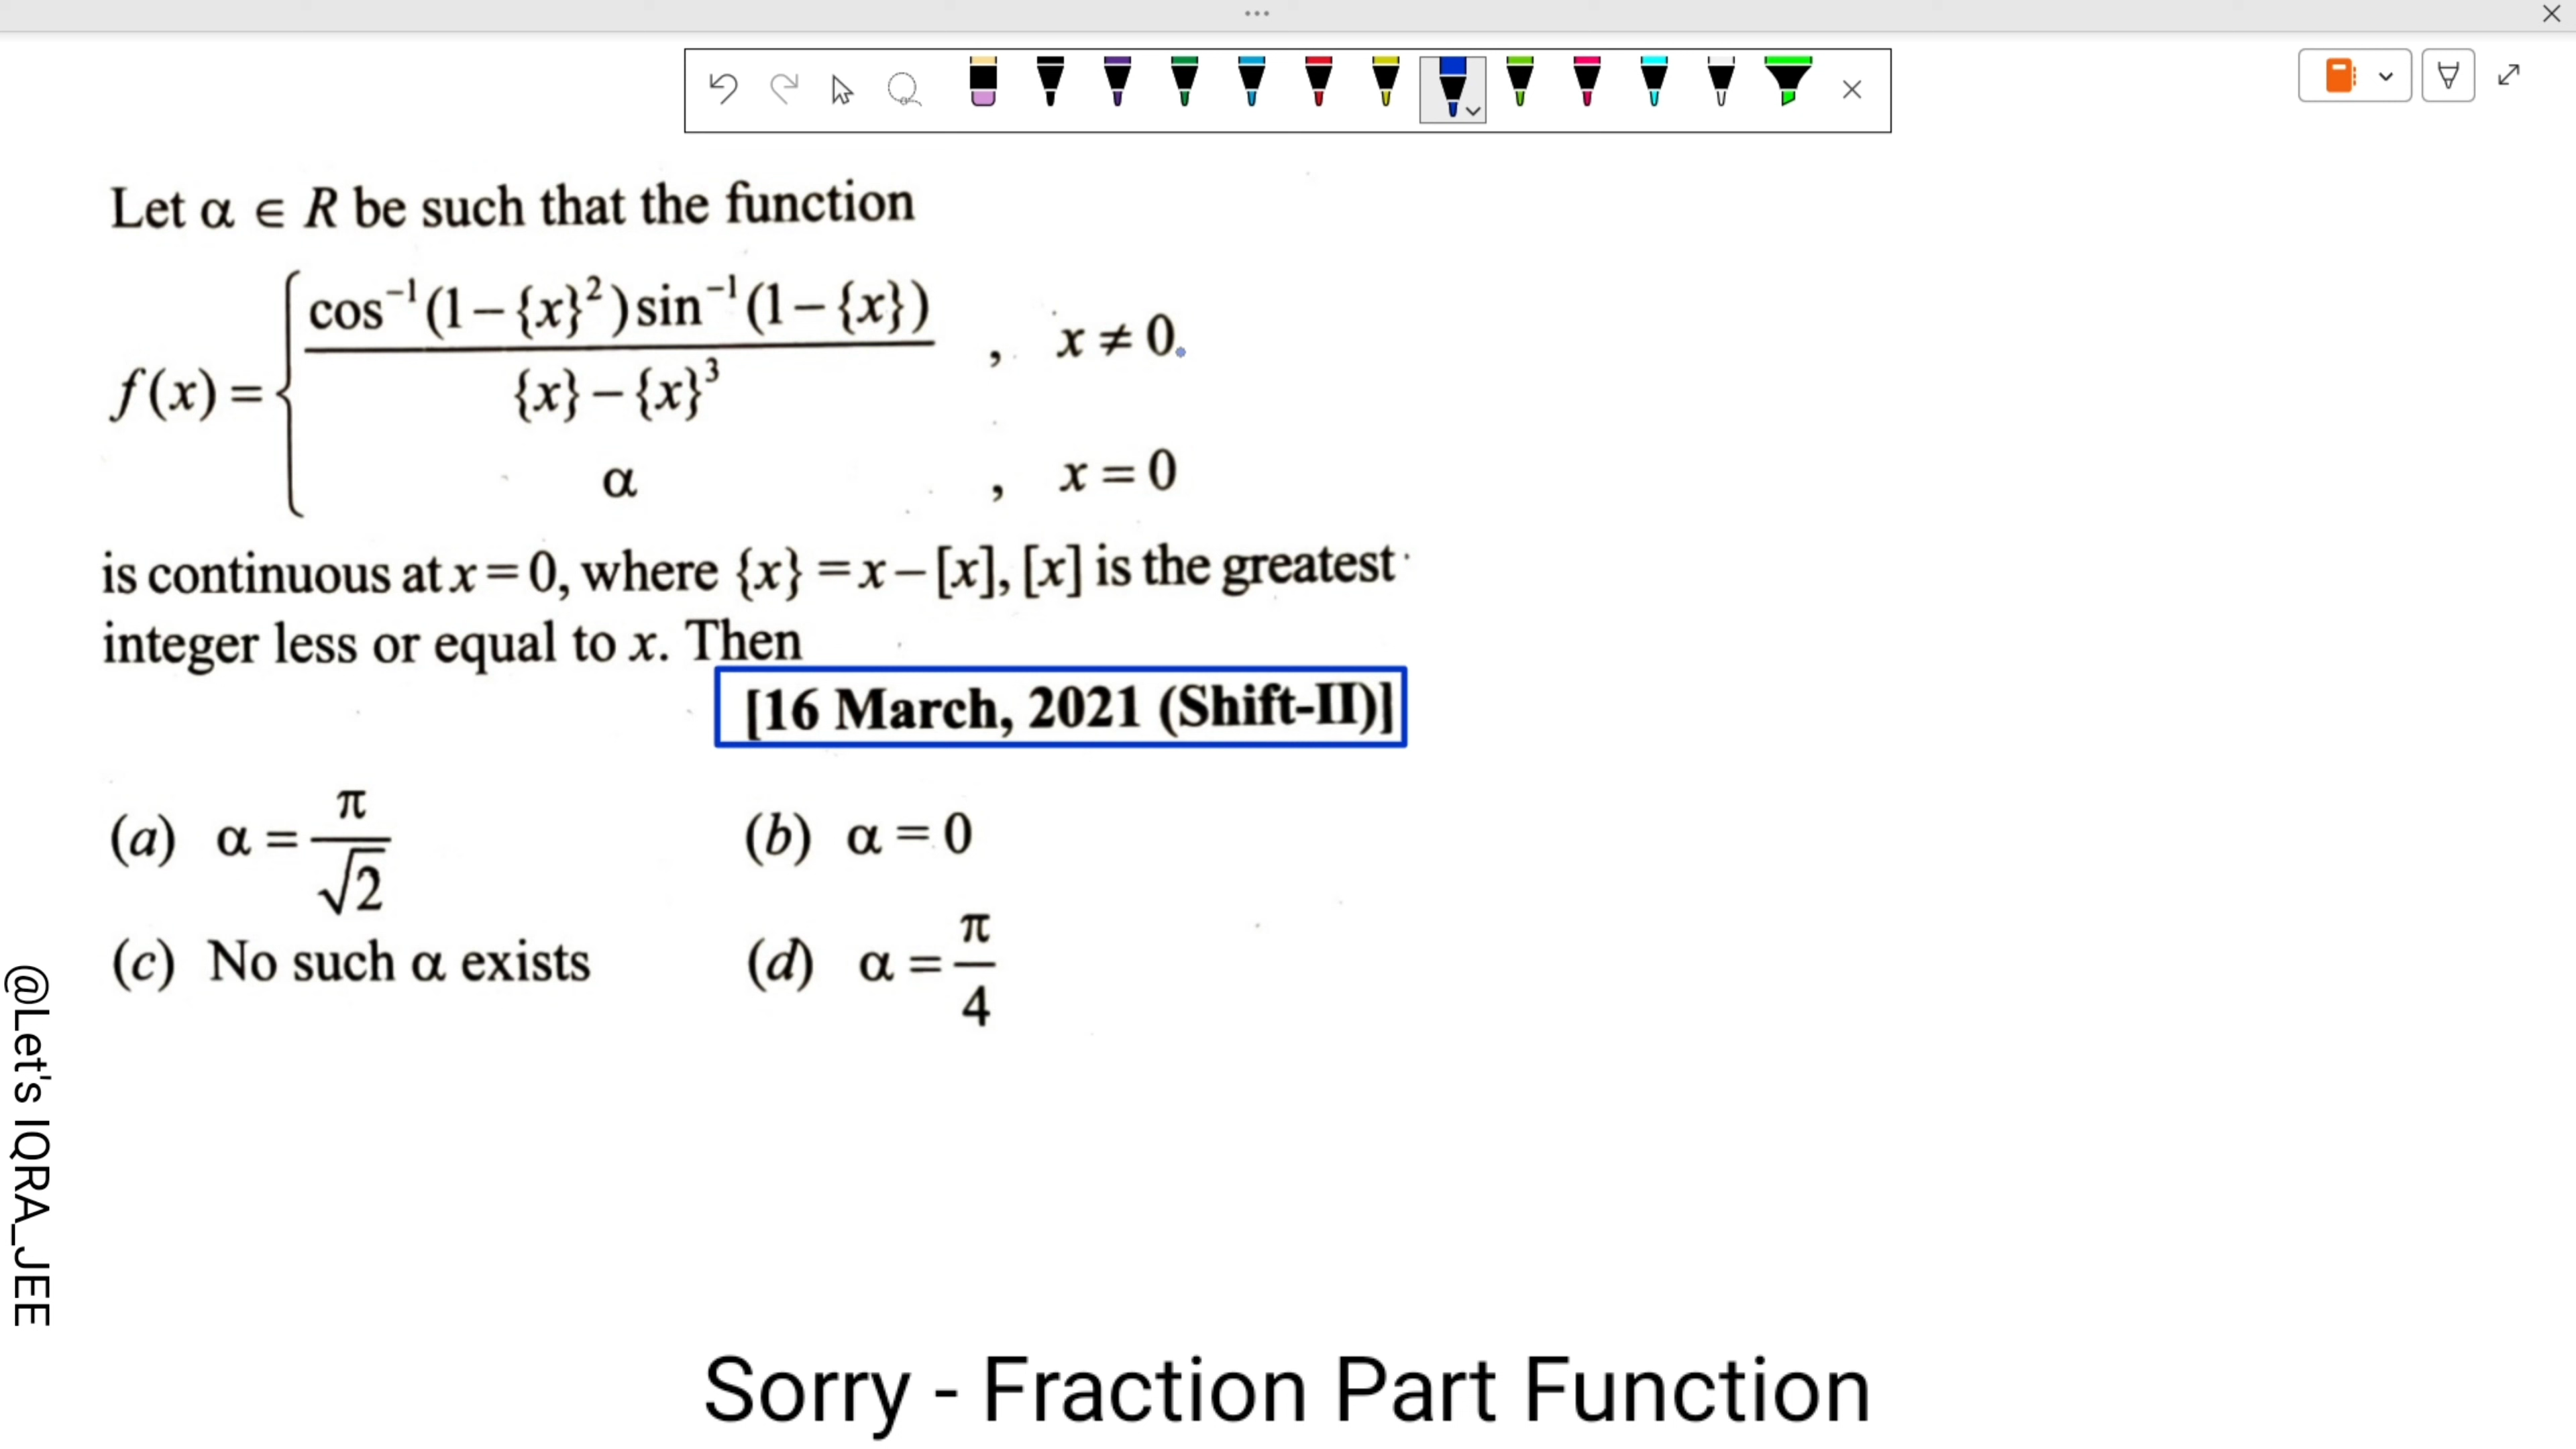 Let α ∈ R be such that the function
f(x) = { cos⁻¹(1–{x}²)sin⁻¹(1–{x}) / {x}–{x}³ , x ≠ 0
α , x = 0
is continuous at x = 0, where {x} = x – [x], [x] is the greatest
integer less or equal to x. Then
[16 March, 2021 (Shift-II)]
(a) α = π/√2 (b) α = 0
(c) No such α exists (d) α = π/4
@Let's IQRA_JEE
Sorry - Fraction Part Function